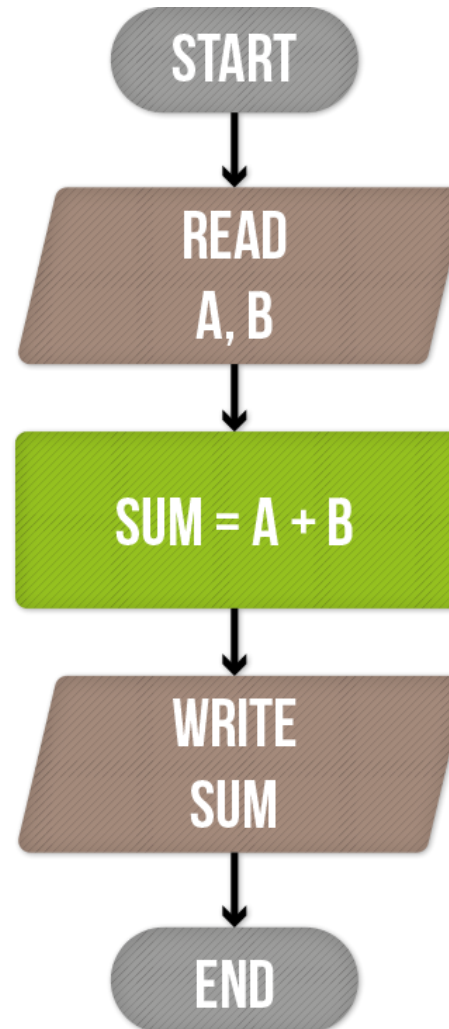 START
READ
A, B
SUM = A + B
WRITE
SUM
END